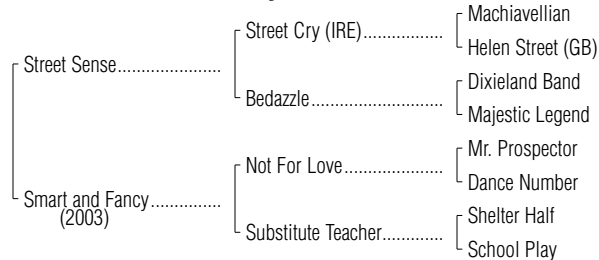 Machiavellian
Street Cry (IRE)................
Helen Street (GB)
Street Sense.....................
Dixieland Band
Bedazzle...........................
Majestic Legend
Mr. Prospector
Not For Love....................
Dance Number
Smart and Fancy..............
(2003)
Shelter Half
Substitute Teacher............
School Play